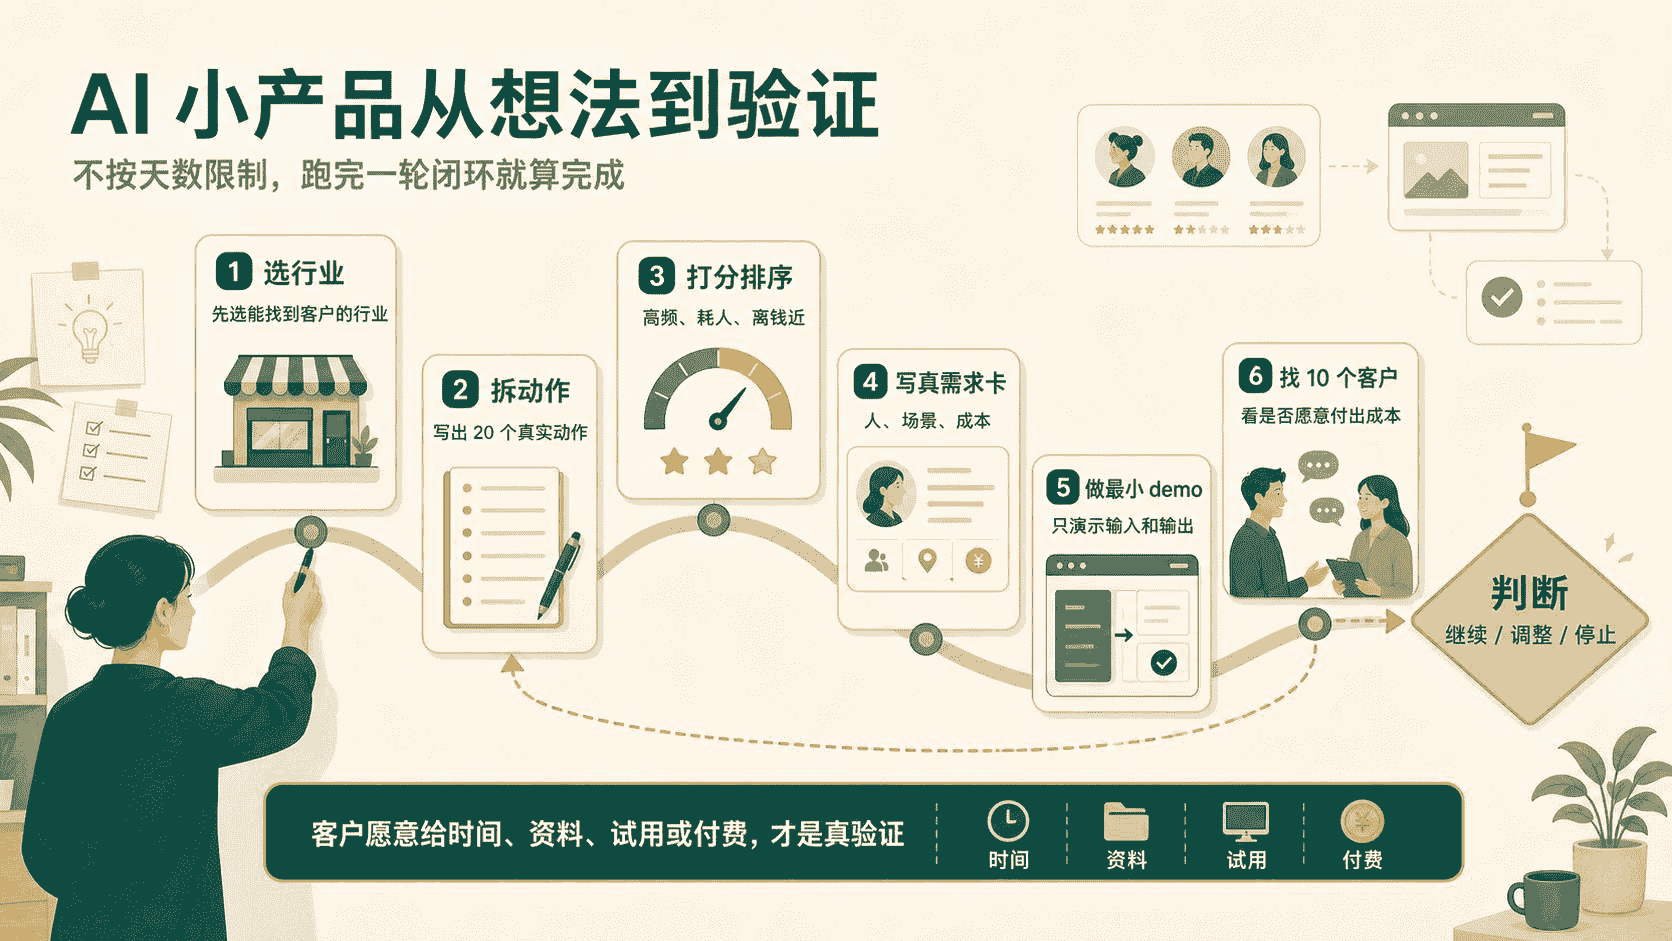 AI 小产品从想法到验证
不按天数限制，跑完一轮闭环就算完成
1 选行业
先选能找到客户的行业
2 拆动作
写出 20 个真实动作
3 打分排序
高频、耗人、离钱近
4 写真需求卡
人、场景、成本
¥
5 做最小 demo
只演示输入和输出
6 找 10 个客户
看是否愿意付出成本
判断
继续 / 调整 / 停止
客户愿意给时间、资料、试用或付费，才是真验证
时间
资料
试用
¥
付费